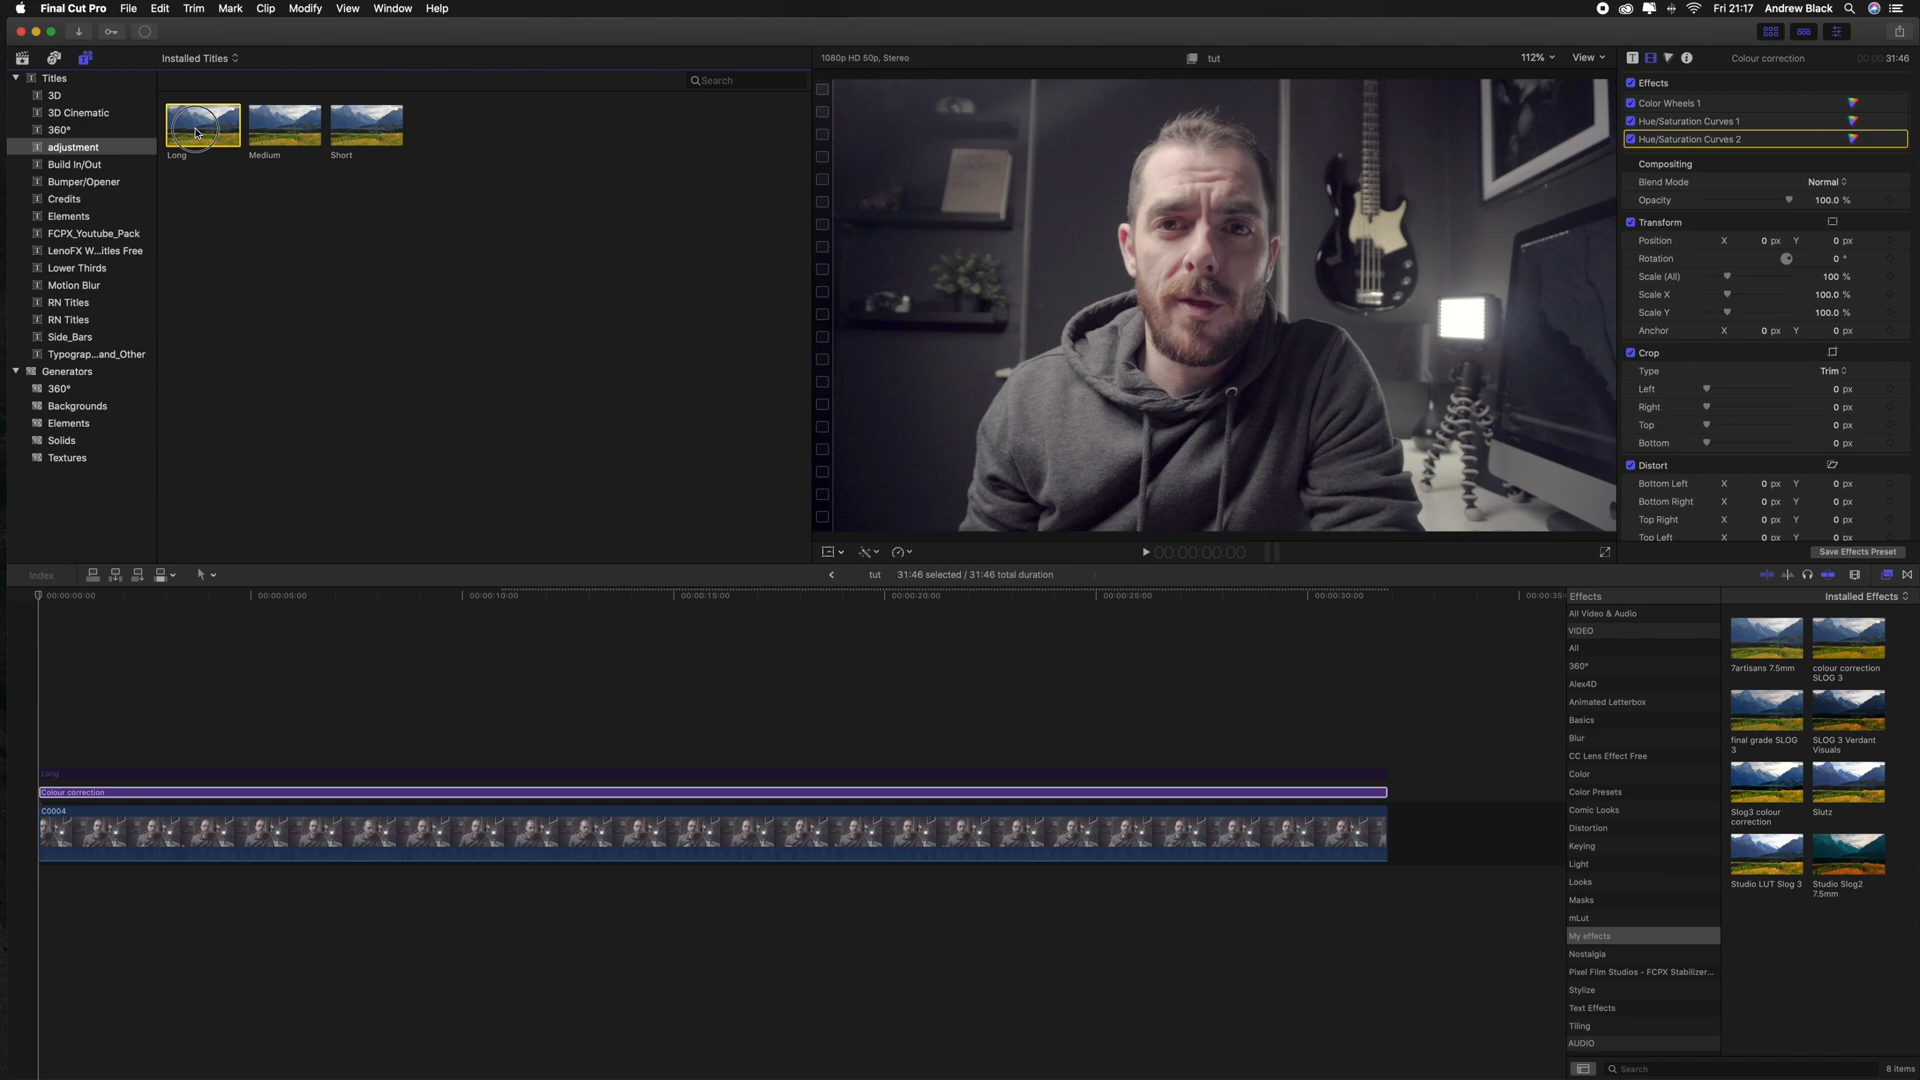 Final Cut Pro File Edit Trim Mark Clip Modify View Window Help
Fri 21:17 Andrew Black
Installed Titles
Search
Titles
3D
3D Cinematic
360°
adjustment
Build In/Out
Bumper/Opener
Credits
Elements
FCPX_Youtube_Pack
LenoFX W...itles Free
Lower Thirds
Motion Blur
RN Titles
RN Titles
Side_Bars
Typograp...and_Other
Generators
360°
Backgrounds
Elements
Solids
Textures
Long
Medium
Short
1080p HD 50p, Stereo
tut
112%
View
00:00:00:00
Colour correction
00:00:31:46
Effects
Color Wheels 1
Hue/Saturation Curves 1
Hue/Saturation Curves 2
Compositing
Blend Mode Normal
Opacity 100.0 %
Transform
Position X 0 px Y 0 px
Rotation 0 °
Scale (All) 100 %
Scale X 100.0 %
Scale Y 100.0 %
Anchor X 0 px Y 0 px
Crop
Type Trim
Left 0 px
Right 0 px
Top 0 px
Bottom 0 px
Distort
Bottom Left X 0 px Y 0 px
Bottom Right X 0 px Y 0 px
Top Right X 0 px Y 0 px
Top Left X 0 px Y 0 px
Save Effects Preset
Index
tut 31:46 selected / 31:46 total duration
00:00:00:00 00:00:05:00 00:00:10:00 00:00:15:00 00:00:20:00 00:00:25:00 00:00:30:00 00:00:35:0
Long
Colour correction
C0004
Effects
All Video & Audio
VIDEO
All
360°
Alex4D
Animated Letterbox
Basics
Blur
CC Lens Effect Free
Color
Color Presets
Comic Looks
Distortion
Keying
Light
Looks
Masks
mLut
My effects
Nostalgia
Pixel Film Studios - FCPX Stabilizer...
Stylize
Text Effects
Tiling
AUDIO
Installed Effects
7artisans 7.5mm
colour correction
SLOG 3
final grade SLOG
3
SLOG 3 Verdant
Visuals
Slog3 colour
correction
Slutz
Studio LUT Slog 3
Studio Slog2
7.5mm
Search
8 items